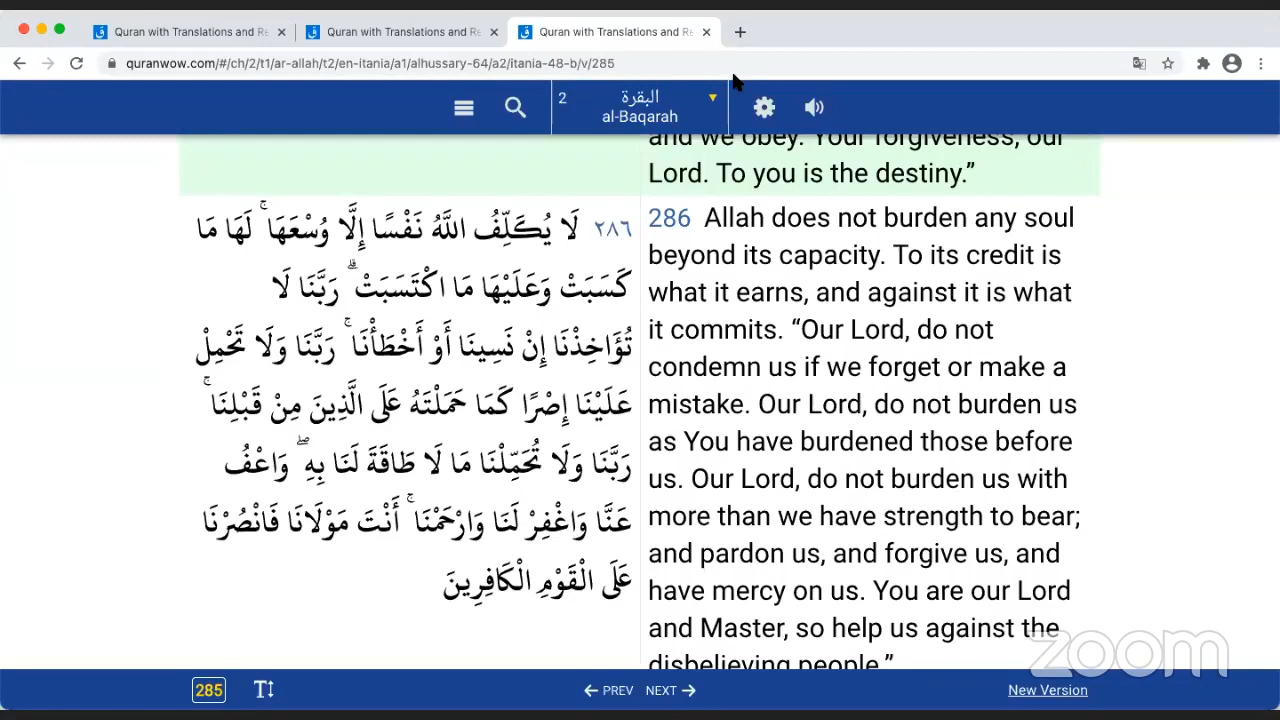 Quran with Translations and Re
Quran with Translations and Re
Quran with Translations and Re
quranwow.com/#/ch/2/t1/ar-allah/t2/en-itania/a1/alhussary-64/a2/itania-48-b/v/285
2
البقرة
al-Baqarah
and we obey. Your forgiveness, our
Lord. To you is the destiny.”
٢٨٦ لَا يُكَلِّفُ اللَّهُ نَفْسًا إِلَّا وُسْعَهَا ۚ لَهَا مَا
كَسَبَتْ وَعَلَيْهَا مَا اكْتَسَبَتْ ۗ رَبَّنَا لَا
تُؤَاخِذْنَا إِنْ نَسِينَا أَوْ أَخْطَأْنَا ۚ رَبَّنَا وَلَا تَحْمِلْ
عَلَيْنَا إِصْرًا كَمَا حَمَلْتَهُ عَلَى الَّذِينَ مِنْ قَبْلِنَا ۚ
رَبَّنَا وَلَا تُحَمِّلْنَا مَا لَا طَاقَةَ لَنَا بِهِ ۖ وَاعْفُ
عَنَّا وَاغْفِرْ لَنَا وَارْحَمْنَا ۚ أَنْتَ مَوْلَانَا فَانْصُرْنَا
عَلَى الْقَوْمِ الْكَافِرِينَ
286 Allah does not burden any soul
beyond its capacity. To its credit is
what it earns, and against it is what
it commits. “Our Lord, do not
condemn us if we forget or make a
mistake. Our Lord, do not burden us
as You have burdened those before
us. Our Lord, do not burden us with
more than we have strength to bear;
and pardon us, and forgive us, and
have mercy on us. You are our Lord
and Master, so help us against the
disbelieving people.”
zoom
285
PREV NEXT
New Version